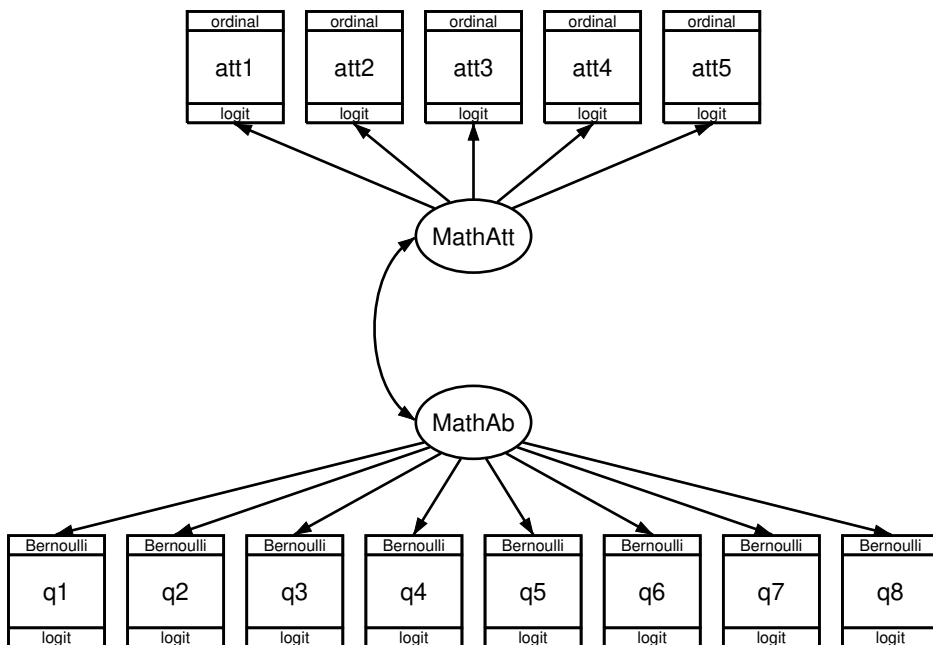 ordinal ordinal ordinal ordinal ordinal
att1 att2 att3 att4 att5
logit logit logit logit logit
MathAtt
MathAb
Bernoulli Bernoulli Bernoulli Bernoulli Bernoulli Bernoulli Bernoulli Bernoulli
q1 q2 q3 q4 q5 q6 q7 q8
logit logit logit logit logit logit logit logit